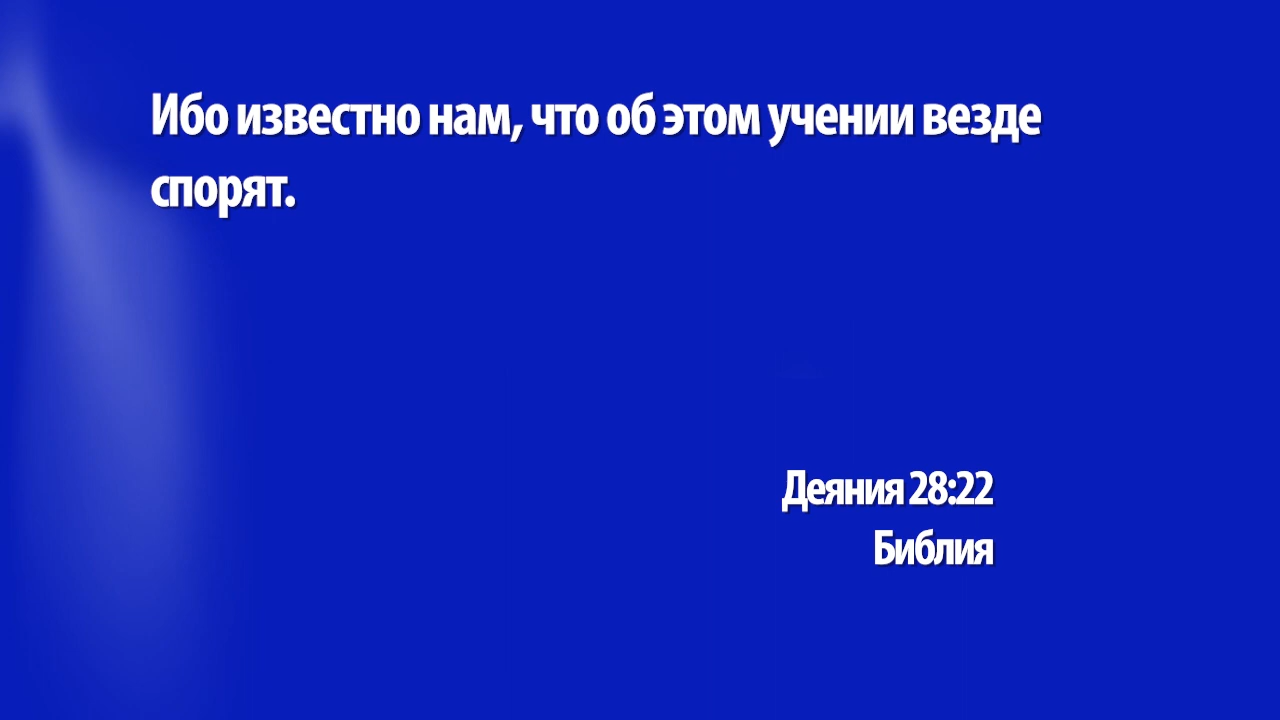 Ибо известно нам, что об этом учении везде
спорят.
Деяния 28:22
Библия